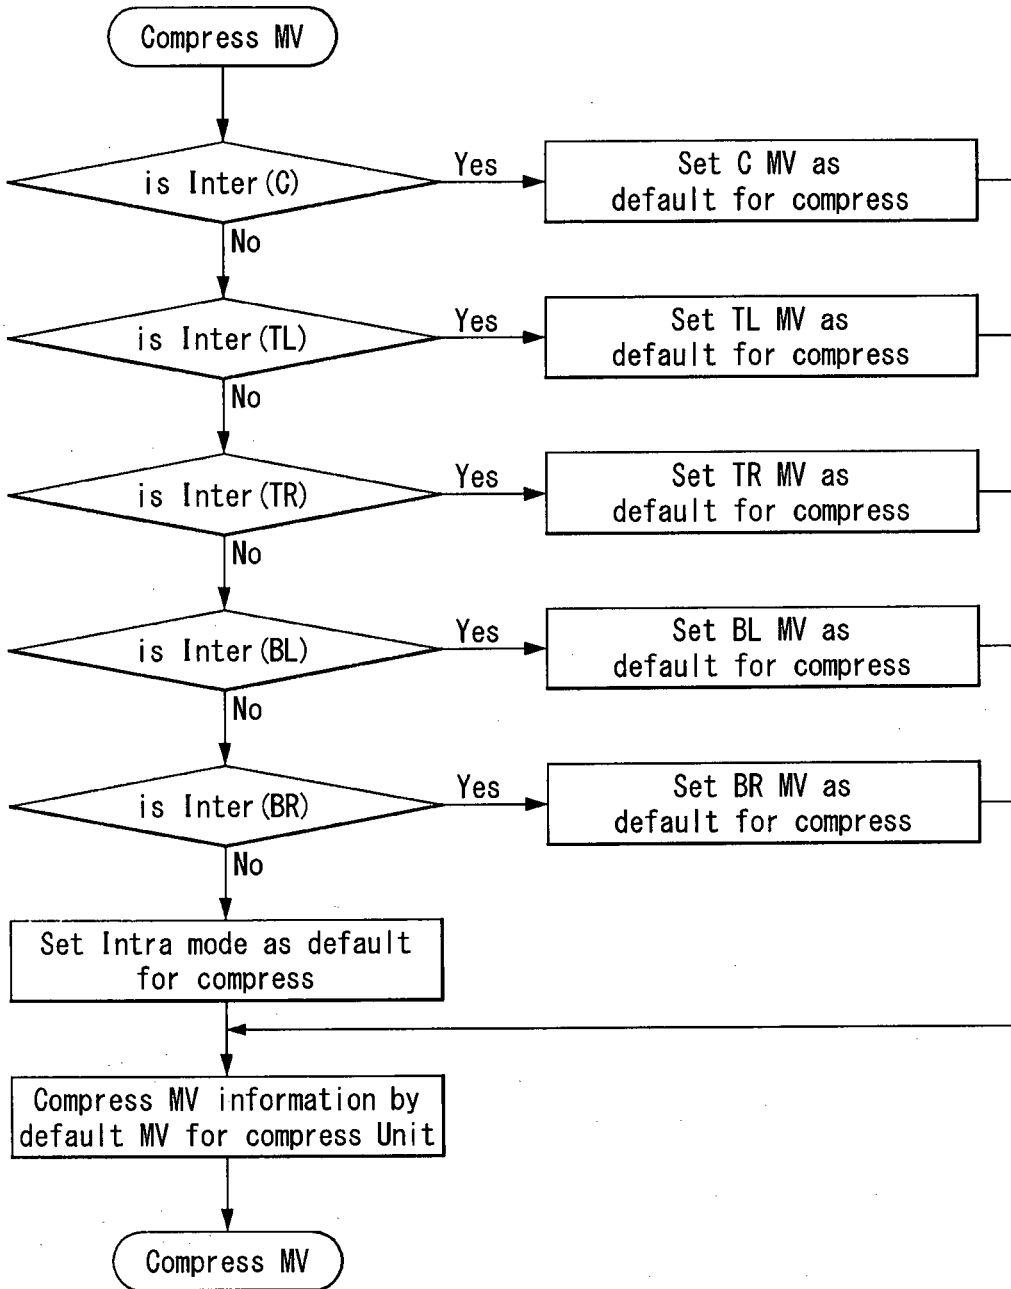 Compress MV
is Inter(C)
Yes
Set C MV as
default for compress
No
is Inter(TL)
Yes
Set TL MV as
default for compress
No
is Inter(TR)
Yes
Set TR MV as
default for compress
No
is Inter(BL)
Yes
Set BL MV as
default for compress
No
is Inter(BR)
Yes
Set BR MV as
default for compress
No
Set Intra mode as default
for compress
Compress MV information by
default MV for compress Unit
Compress MV